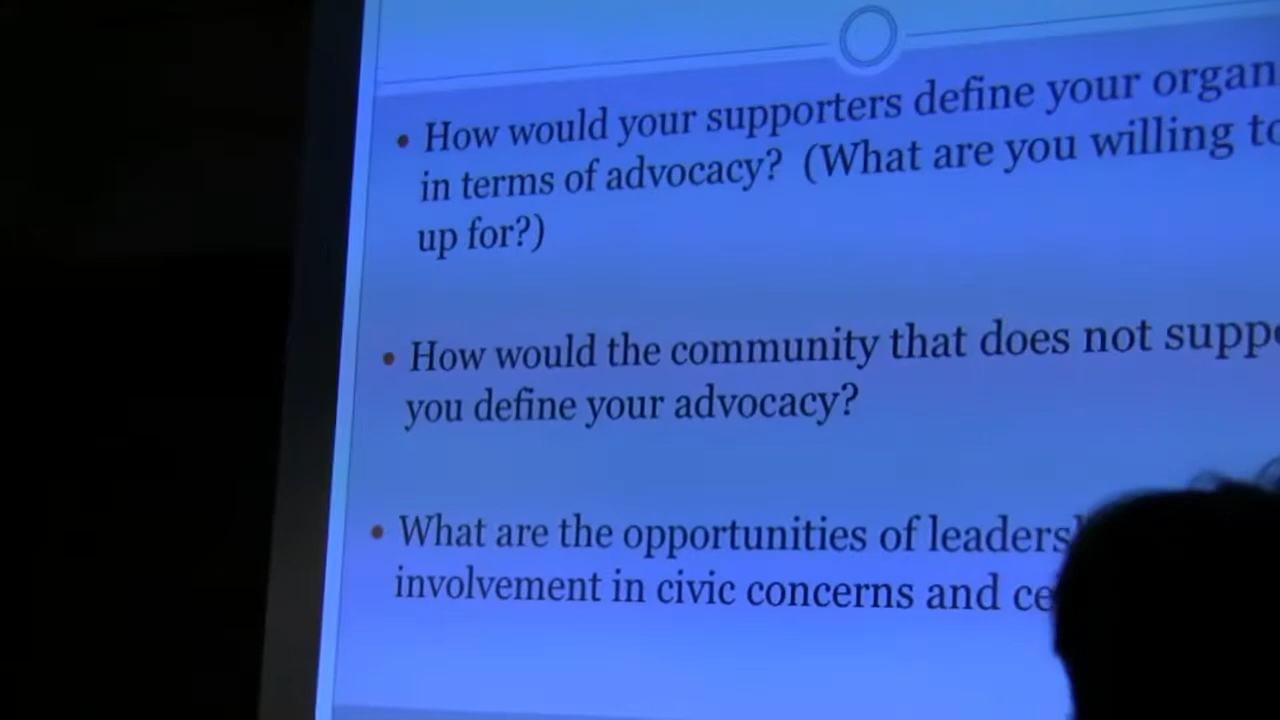 • How would your supporters define your organ
in terms of advocacy? (What are you willing to
up for?)
• How would the community that does not suppo
you define your advocacy?
• What are the opportunities of leaders
involvement in civic concerns and ce